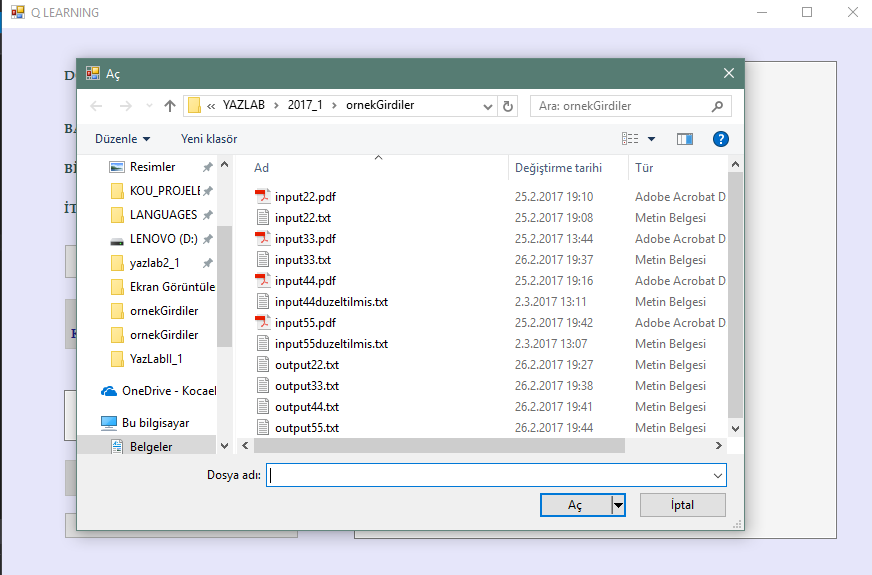 Q LEARNING
Aç
« YAZLAB > 2017_1 > ornekGirdiler
Ara: ornekGirdiler
Düzenle
Yeni klasör
Resimler
KOU_PROJELE
LANGUAGES
LENOVO (D:)
yazlab2_1
Ekran Görüntüle
ornekGirdiler
ornekGirdiler
YazLabII_1
OneDrive - Kocael
Bu bilgisayar
Belgeler
Ad Değiştirme tarihi Tür
input22.pdf 25.2.2017 19:10 Adobe Acrobat D
input22.txt 25.2.2017 19:08 Metin Belgesi
input33.pdf 25.2.2017 13:44 Adobe Acrobat D
input33.txt 26.2.2017 19:37 Metin Belgesi
input44.pdf 25.2.2017 19:16 Adobe Acrobat D
input44duzeltilmis.txt 2.3.2017 13:11 Metin Belgesi
input55.pdf 25.2.2017 19:42 Adobe Acrobat D
input55duzeltilmis.txt 2.3.2017 13:07 Metin Belgesi
output22.txt 26.2.2017 19:27 Metin Belgesi
output33.txt 26.2.2017 19:38 Metin Belgesi
output44.txt 26.2.2017 19:41 Metin Belgesi
output55.txt 26.2.2017 19:44 Metin Belgesi
Dosya adı:
Aç
İptal